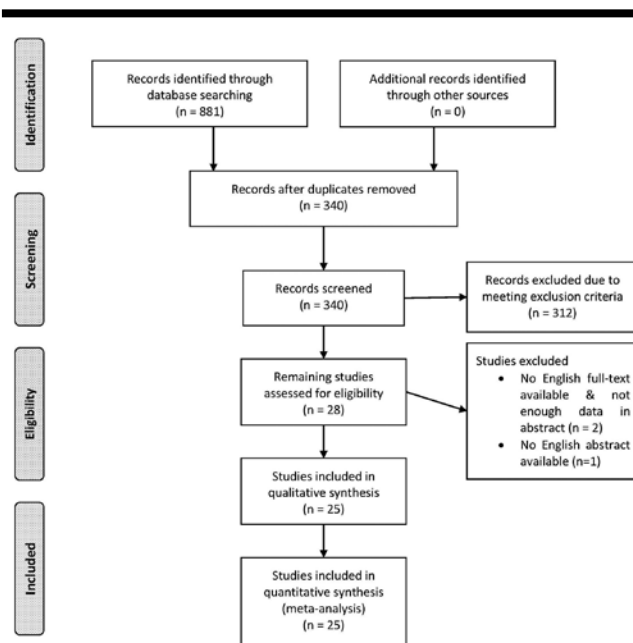 Identification
Records identified through
database searching
(n = 881)
Additional records identified
through other sources
(n = 0)
Records after duplicates removed
(n = 340)
Screening
Records screened
(n = 340)
Records excluded due to
meeting exclusion criteria
(n = 312)
Eligibility
Remaining studies
assessed for eligibility
(n = 28)
Studies excluded
• No English full-text
available & not
enough data in
abstract (n = 2)
• No English abstract
available (n=1)
Studies included in
qualitative synthesis
(n = 25)
Included
Studies included in
quantitative synthesis
(meta-analysis)
(n = 25)